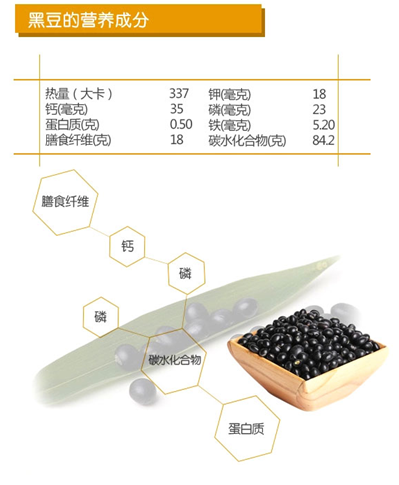 黑豆的营养成分
热量（大卡） 337 钾(毫克) 18
钙(毫克) 35 磷(毫克) 23
蛋白质(克) 0.50 铁(毫克) 5.20
膳食纤维(克) 18 碳水化合物(克) 84.2
膳食纤维
钙
磷
磷
碳水化合物
蛋白质